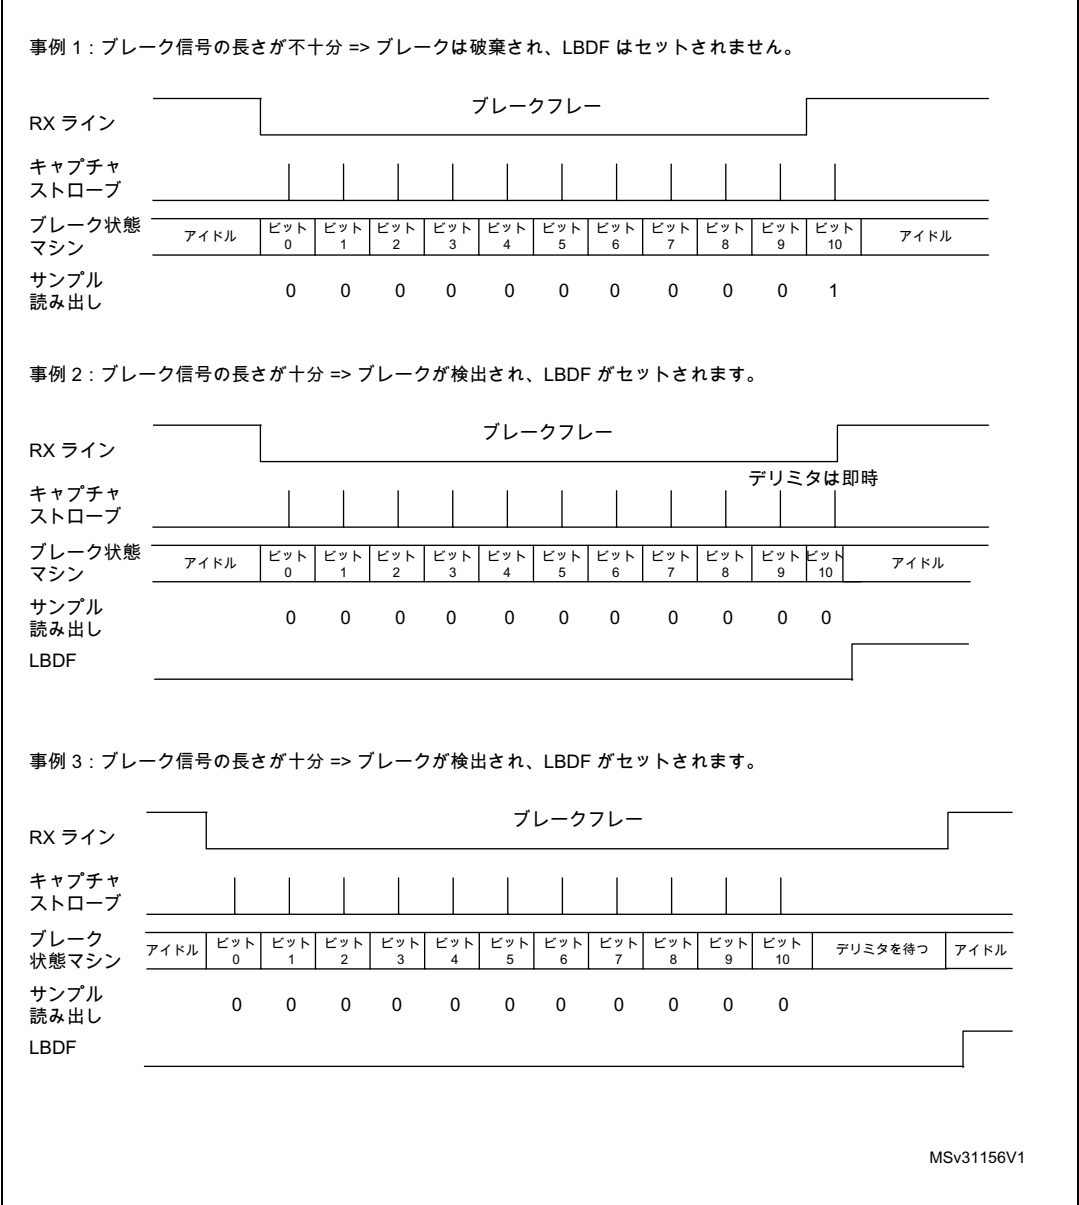 事例 1：ブレーク信号の長さが不十分 => ブレークは破棄され、LBDF はセットされません。
ブレークフレー
RX ライン
キャプチャ
ストローブ
ブレーク状態
マシン
アイドル ビット 0 ビット 1 ビット 2 ビット 3 ビット 4 ビット 5 ビット 6 ビット 7 ビット 8 ビット 9 ビット 10 アイドル
サンプル
読み出し
0 0 0 0 0 0 0 0 0 0 1
事例 2：ブレーク信号の長さが十分 => ブレークが検出され、LBDF がセットされます。
ブレークフレー
RX ライン
デリミタは即時
キャプチャ
ストローブ
ブレーク状態
マシン
アイドル ビット 0 ビット 1 ビット 2 ビット 3 ビット 4 ビット 5 ビット 6 ビット 7 ビット 8 ビット 9 ビット 10 アイドル
サンプル
読み出し
0 0 0 0 0 0 0 0 0 0 0
LBDF
事例 3：ブレーク信号の長さが十分 => ブレークが検出され、LBDF がセットされます。
ブレークフレー
RX ライン
キャプチャ
ストローブ
ブレーク
状態マシン
アイドル ビット 0 ビット 1 ビット 2 ビット 3 ビット 4 ビット 5 ビット 6 ビット 7 ビット 8 ビット 9 ビット 10 デリミタを待つ アイドル
サンプル
読み出し
0 0 0 0 0 0 0 0 0 0 0
LBDF
MSv31156V1